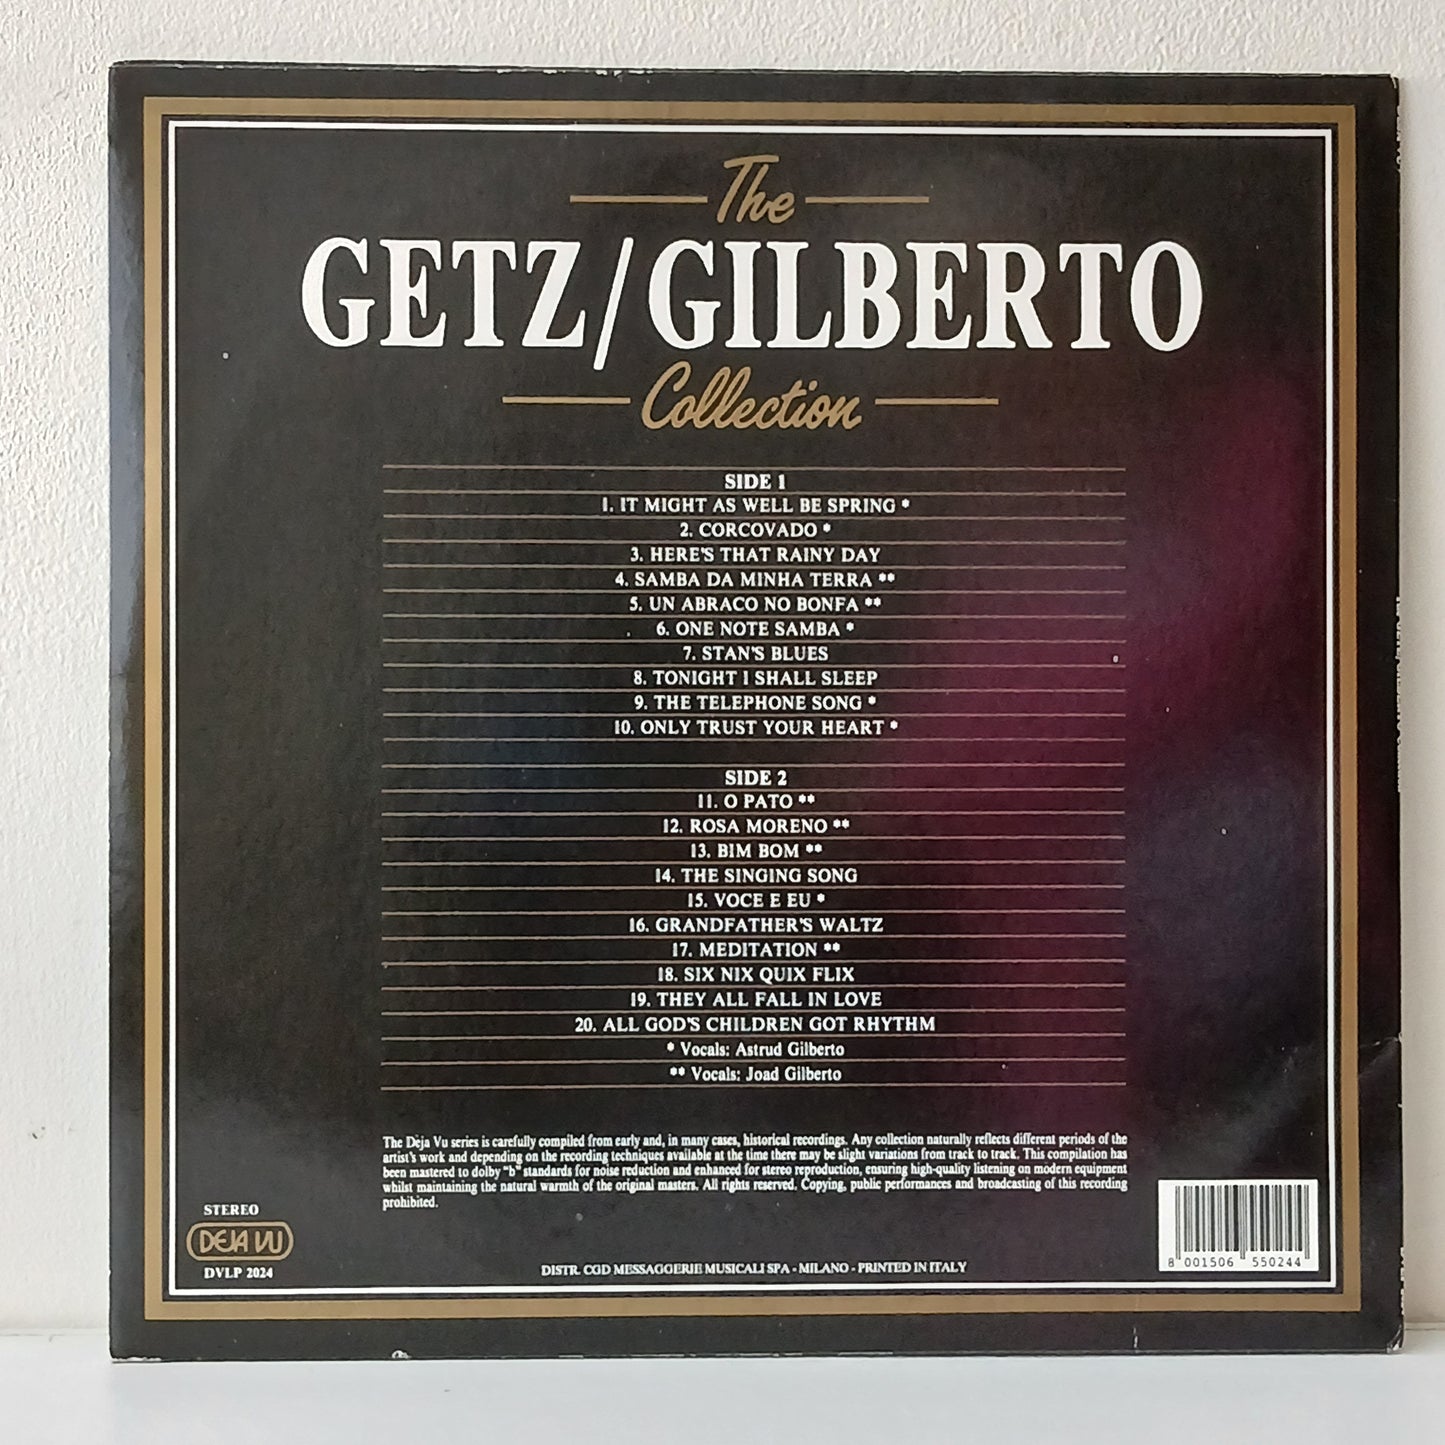 The
GETZ/GILBERTO
Collection
SIDE 1
1. IT MIGHT AS WELL BE SPRING *
2. CORCOVADO *
3. HERE'S THAT RAINY DAY
4. SAMBA DA MINHA TERRA **
5. UN ABRACO NO BONFA **
6. ONE NOTE SAMBA *
7. STAN'S BLUES
8. TONIGHT I SHALL SLEEP
9. THE TELEPHONE SONG *
10. ONLY TRUST YOUR HEART *
SIDE 2
11. O PATO **
12. ROSA MORENO **
13. BIM BOM **
14. THE SINGING SONG
15. VOCE E EU *
16. GRANDFATHER'S WALTZ
17. MEDITATION **
18. SIX NIX QUIX FLIX
19. THEY ALL FALL IN LOVE
20. ALL GOD'S CHILDREN GOT RHYTHM
* Vocals: Astrud Gilberto
** Vocals: Joad Gilberto
The Deja Vu series is carefully compiled from early and, in many cases, historical recordings. Any collection naturally reflects different periods of the
artist's work and depending on the recording techniques available at the time there may be slight variations from track to track. This compilation has
been mastered to dolby "b" standards for noise reduction and enhanced for stereo reproduction, ensuring high-quality listening on modern equipment
whilst maintaining the natural warmth of the original masters. All rights reserved. Copying, public performances and broadcasting of this recording
prohibited.
STEREO
DEJA VU
DVLP 2024
DISTR. CGD MESSAGGERIE MUSICALI SPA - MILANO - PRINTED IN ITALY
8 001506 550244